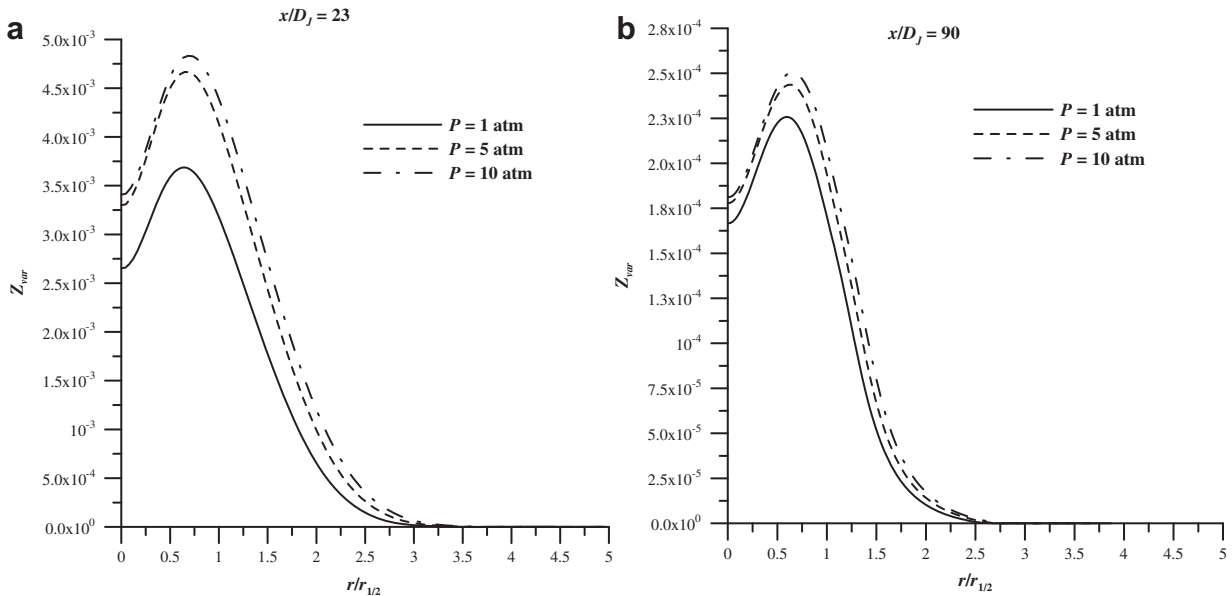 a
x/D_J = 23
5.0x10⁻³
4.5x10⁻³
4.0x10⁻³
3.5x10⁻³
3.0x10⁻³
2.5x10⁻³
2.0x10⁻³
1.5x10⁻³
10⁻³
5.0x10⁻⁴
0.0x10⁰
Z_var
P = 1 atm
P = 5 atm
P = 10 atm
0 0.5 1 1.5 2 2.5 3 3.5 4 4.5 5
r/r_1/2
b
x/D_J = 90
2.8x10⁻⁴
2.5x10⁻⁴
2.3x10⁻⁴
2.0x10⁻⁴
1.8x10⁻⁴
1.5x10⁻⁴
1.3x10⁻⁴
10⁻⁴
7.5x10⁻⁵
5.0x10⁻⁵
2.5x10⁻⁵
0.0x10⁰
Z_var
P = 1 atm
P = 5 atm
P = 10 atm
0 0.5 1 1.5 2 2.5 3 3.5 4 4.5 5
r/r_1/2